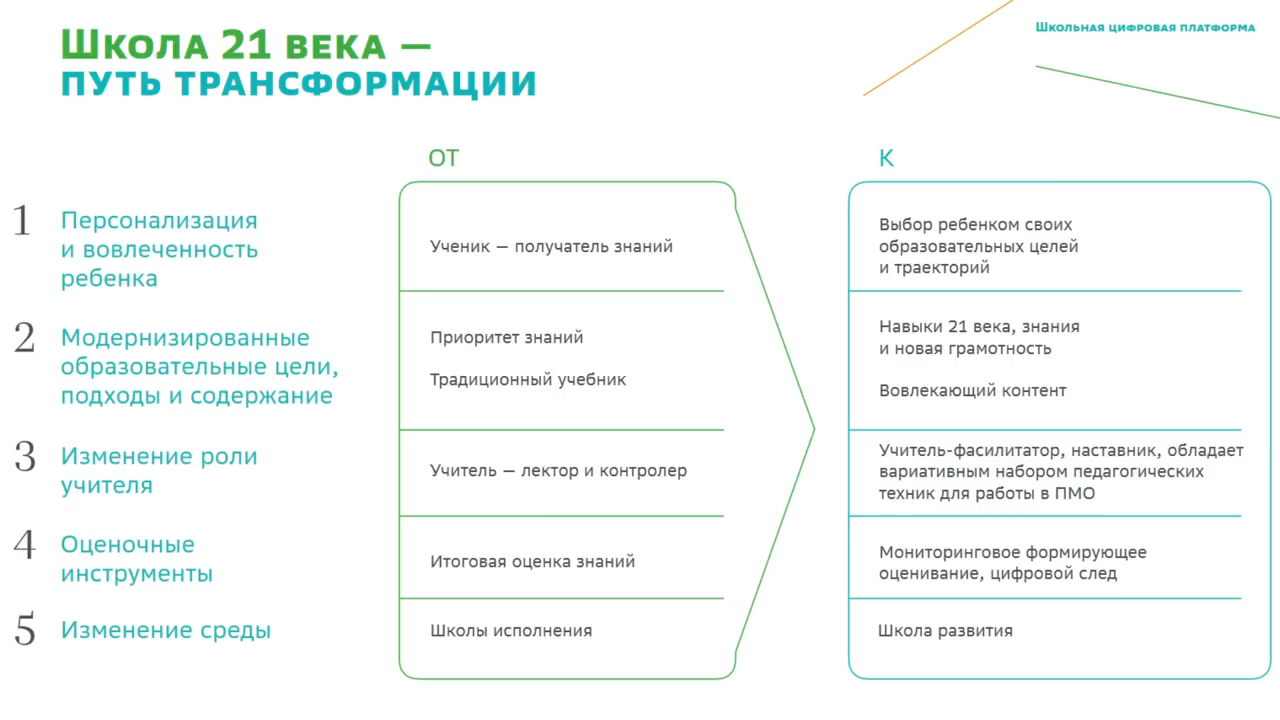 Школьная цифровая платформа
Школа 21 века —
путь трансформации
ОТ
К
1
Персонализация
и вовлеченность
ребенка
Ученик — получатель знаний
Выбор ребенком своих
образовательных целей
и траекторий
2
Модернизированные
образовательные цели,
подходы и содержание
Приоритет знаний
Традиционный учебник
Навыки 21 века, знания
и новая грамотность
Вовлекающий контент
3
Изменение роли
учителя
Учитель — лектор и контролер
Учитель-фасилитатор, наставник, обладает
вариативным набором педагогических
техник для работы в ПМО
4
Оценочные
инструменты
Итоговая оценка знаний
Мониторинговое формирующее
оценивание, цифровой след
5
Изменение среды
Школы исполнения
Школа развития